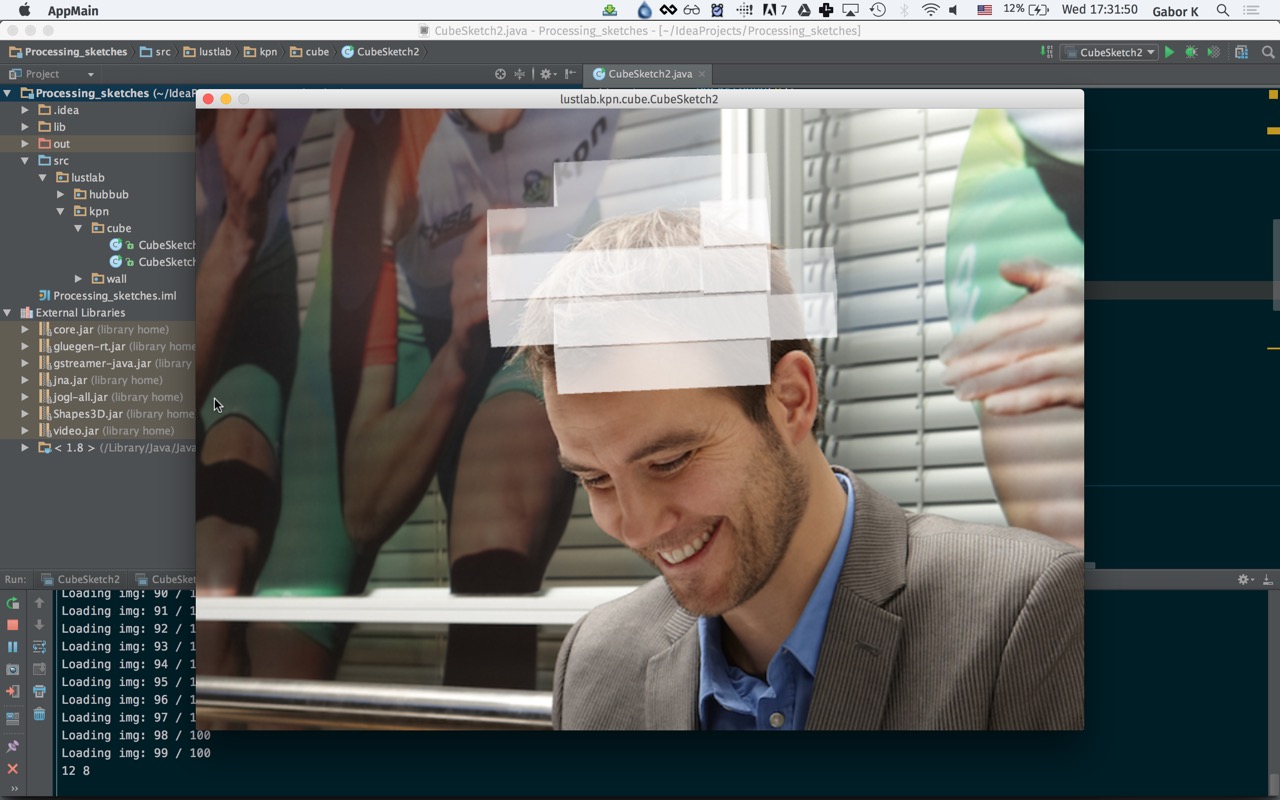 AppMain
7
12%
Wed 17:31:50
Gabor K
CubeSketch2.java - Processing_sketches - [~/IdeaProjects/Processing_sketches]
Processing_sketches
src
lustlab
kpn
cube
CubeSketch2
CubeSketch2
Project
CubeSketch2.java
Processing_sketches (~/IdeaP
lustlab.kpn.cube.CubeSketch2
.idea
lib
out
src
lustlab
hubbub
kpn
cube
CubeSketch
CubeSketch
wall
Processing_sketches.iml
External Libraries
core.jar (library home)
gluegen-rt.jar (library home
gstreamer-java.jar (library
jna.jar (library home)
jogl-all.jar (library home)
Shapes3D.jar (library home
video.jar (library home)
< 1.8 > (/Library/Java/Java
kpn
kpn
Run:
CubeSketch2
CubeSket
Loading img: 90 / 1
Loading img: 91 / 1
Loading img: 92 / 1
Loading img: 93 / 1
Loading img: 94 / 1
Loading img: 95 / 1
Loading img: 96 / 1
Loading img: 97 / 1
Loading img: 98 / 100
Loading img: 99 / 100
12 8